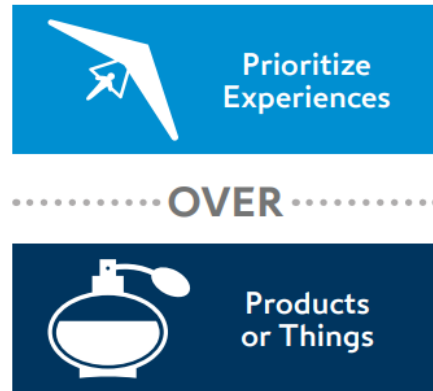 Prioritize
Experiences
OVER
Products
or Things